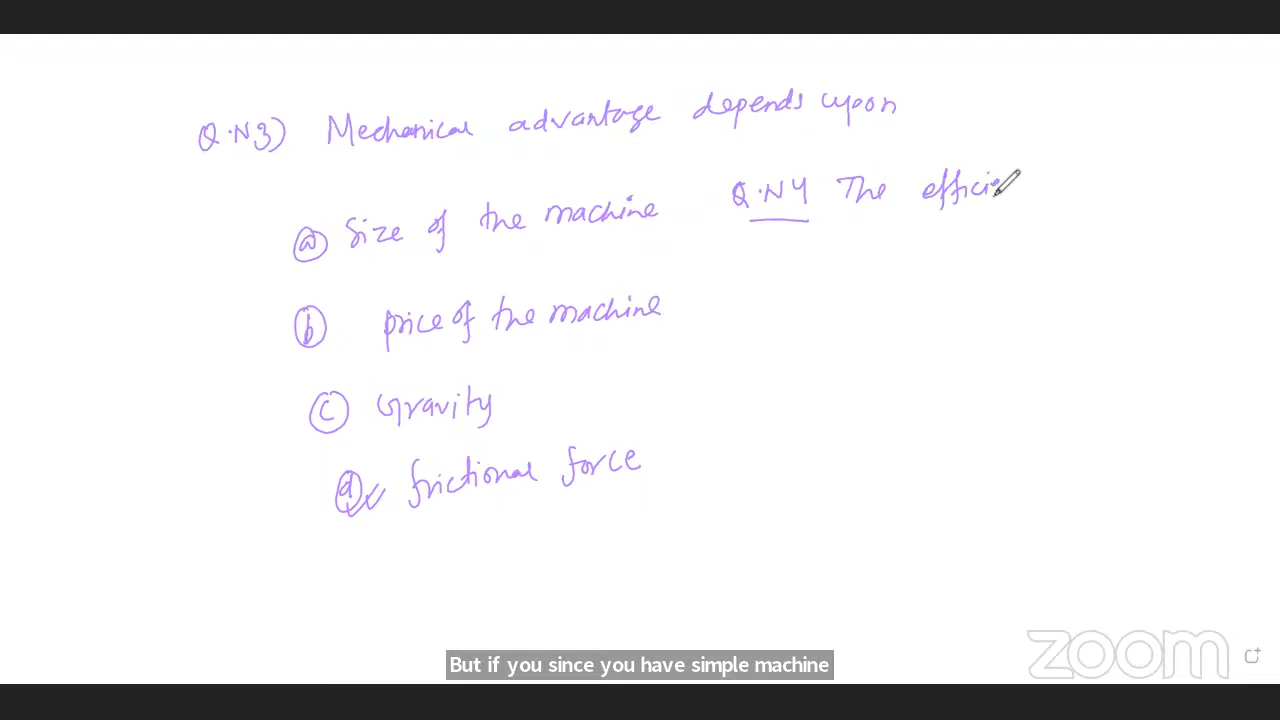 Q.N3) Mechanical advantage depends upon
(a) Size of the machine
(b) price of the machine
(c) Gravity
(d) frictional force
Q.N4 The effici
But if you since you have simple machine
zoom